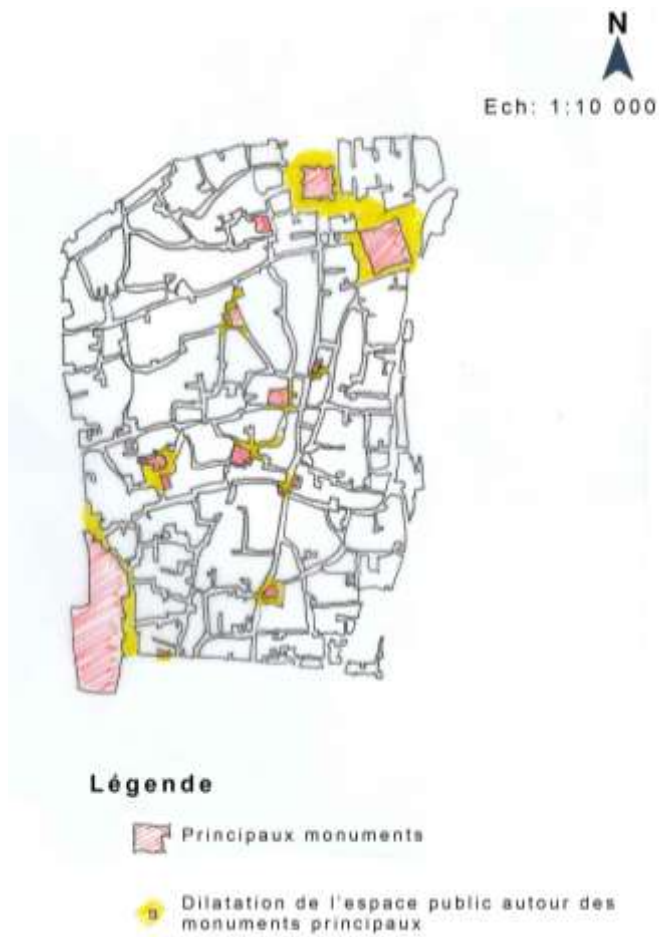 N
Ech: 1:10 000
Légende
Principaux monuments
Dilatation de l'espace public autour des
monuments principaux